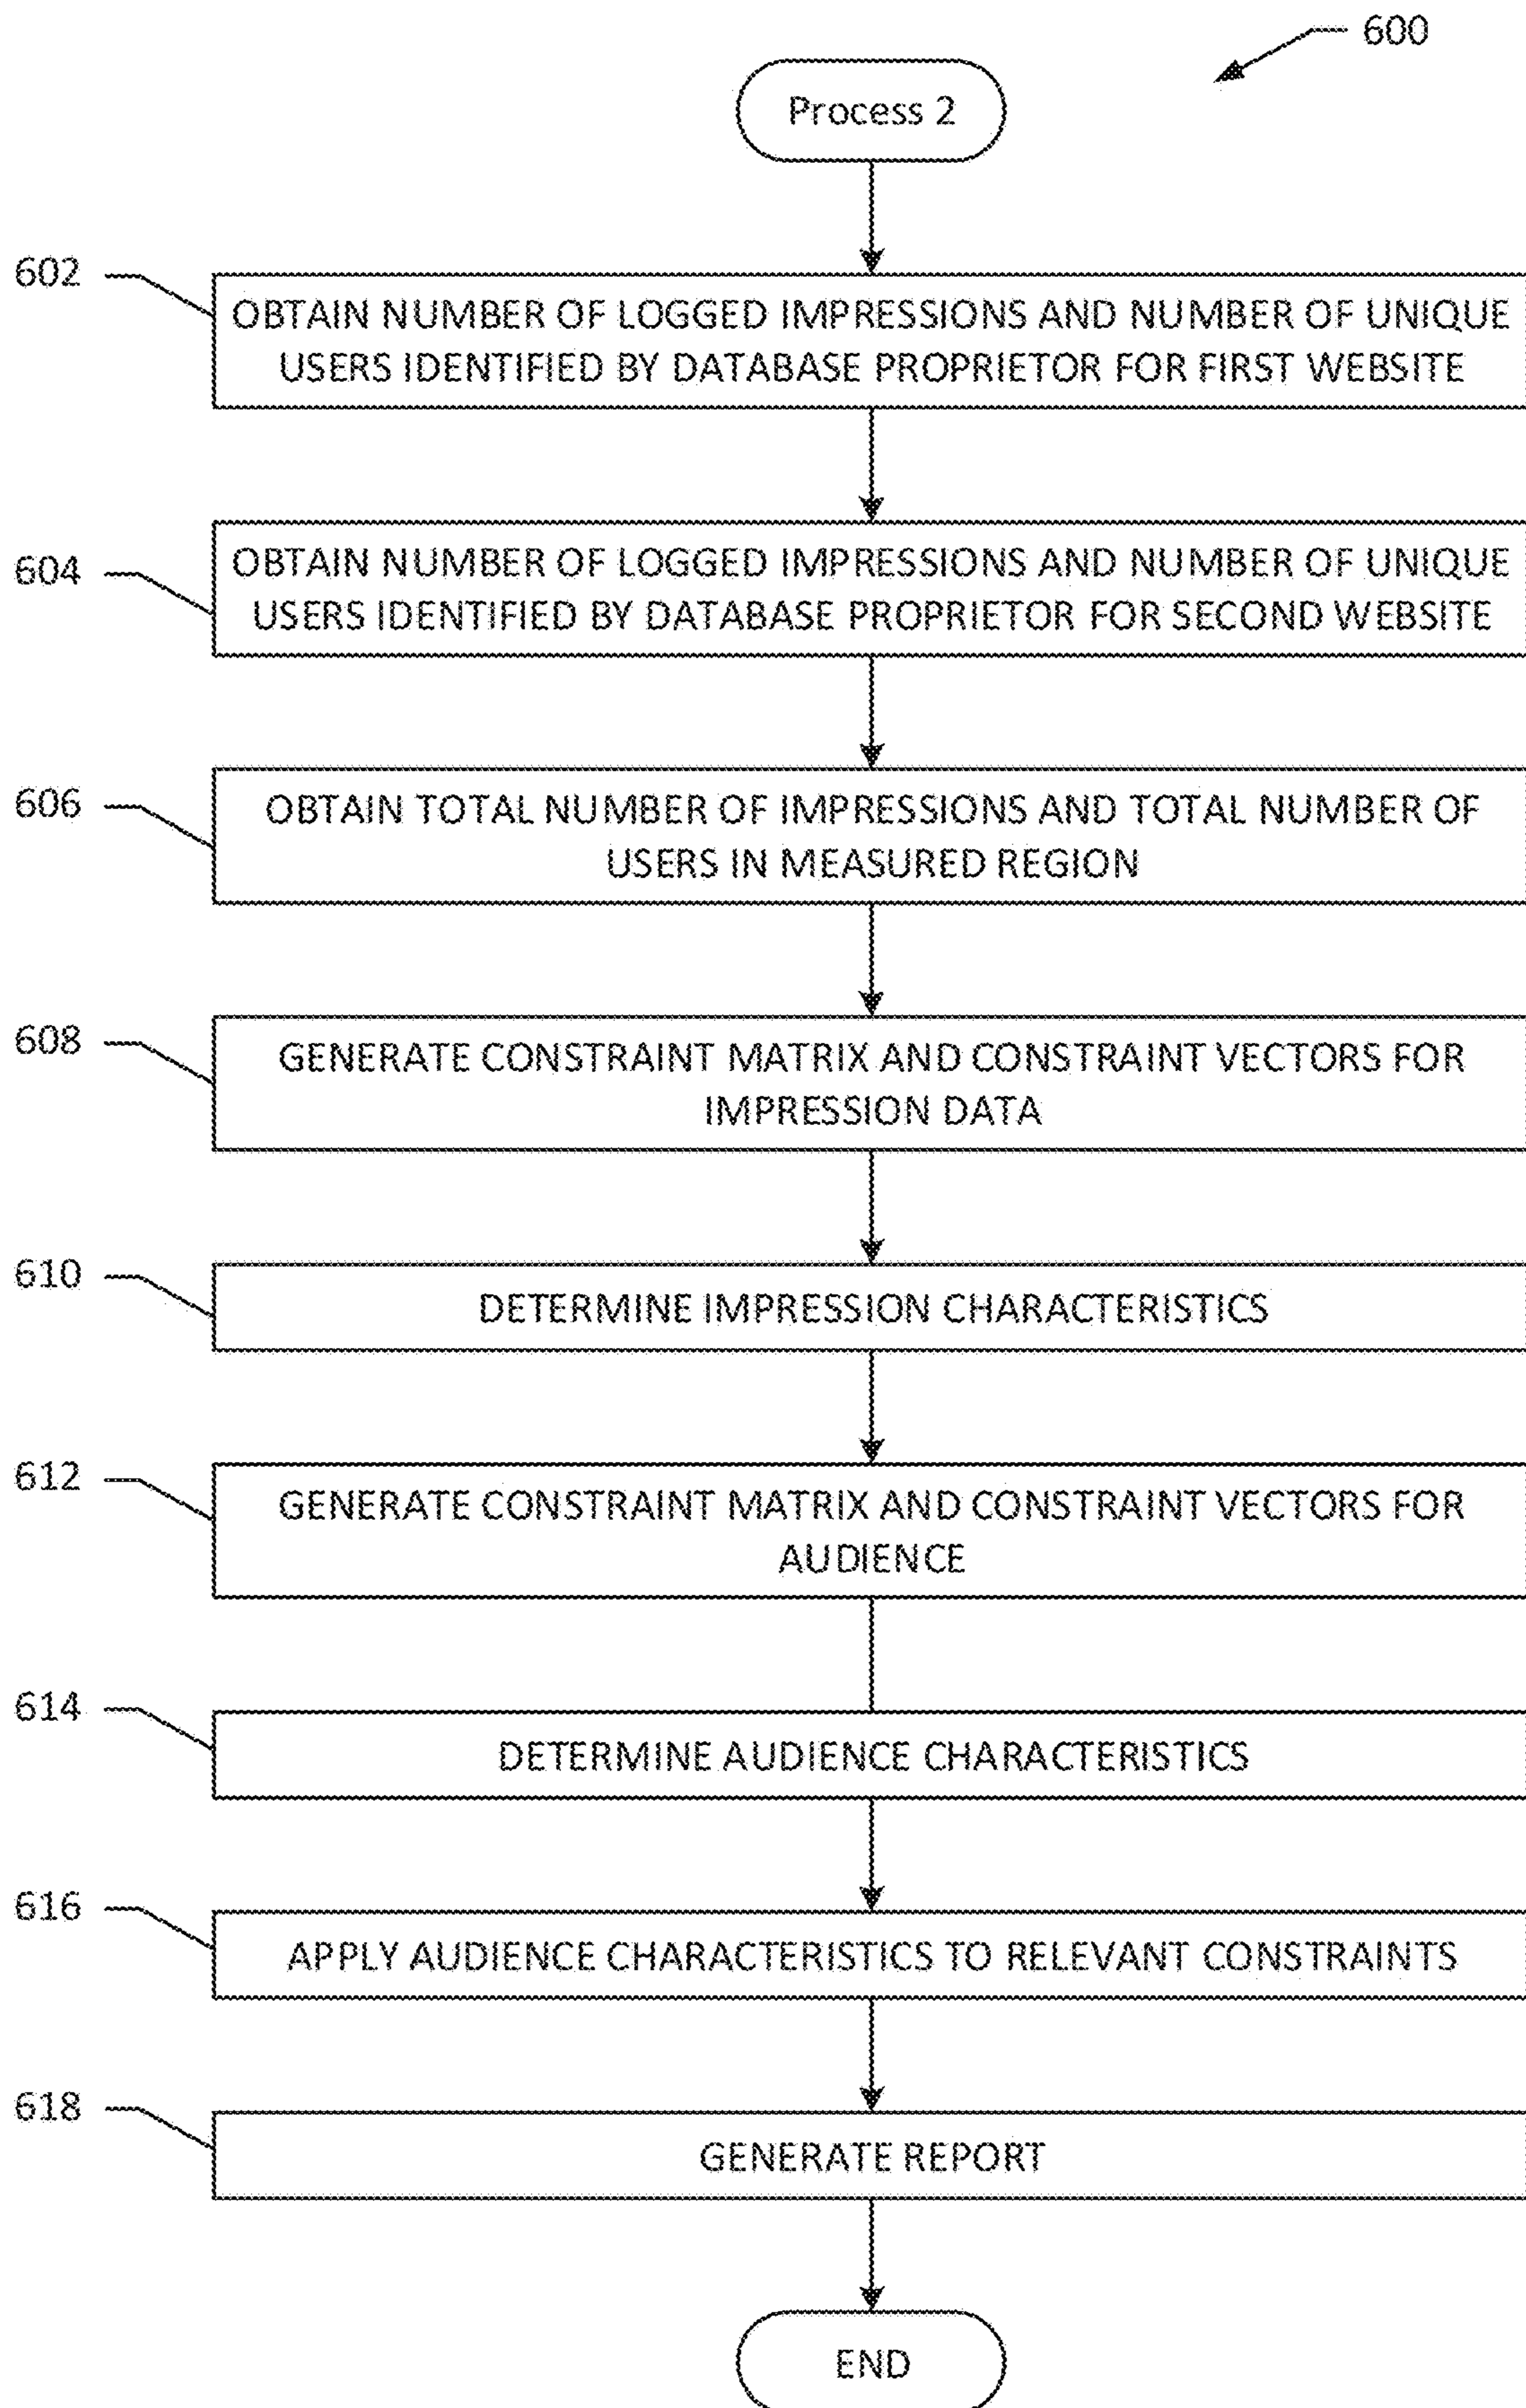 600
Process 2
602
OBTAIN NUMBER OF LOGGED IMPRESSIONS AND NUMBER OF UNIQUE
USERS IDENTIFIED BY DATABASE PROPRIETOR FOR FIRST WEBSITE
604
OBTAIN NUMBER OF LOGGED IMPRESSIONS AND NUMBER OF UNIQUE
USERS IDENTIFIED BY DATABASE PROPRIETOR FOR SECOND WEBSITE
606
OBTAIN TOTAL NUMBER OF IMPRESSIONS AND TOTAL NUMBER OF
USERS IN MEASURED REGION
608
GENERATE CONSTRAINT MATRIX AND CONSTRAINT VECTORS FOR
IMPRESSION DATA
610
DETERMINE IMPRESSION CHARACTERISTICS
612
GENERATE CONSTRAINT MATRIX AND CONSTRAINT VECTORS FOR
AUDIENCE
614
DETERMINE AUDIENCE CHARACTERISTICS
616
APPLY AUDIENCE CHARACTERISTICS TO RELEVANT CONSTRAINTS
618
GENERATE REPORT
END